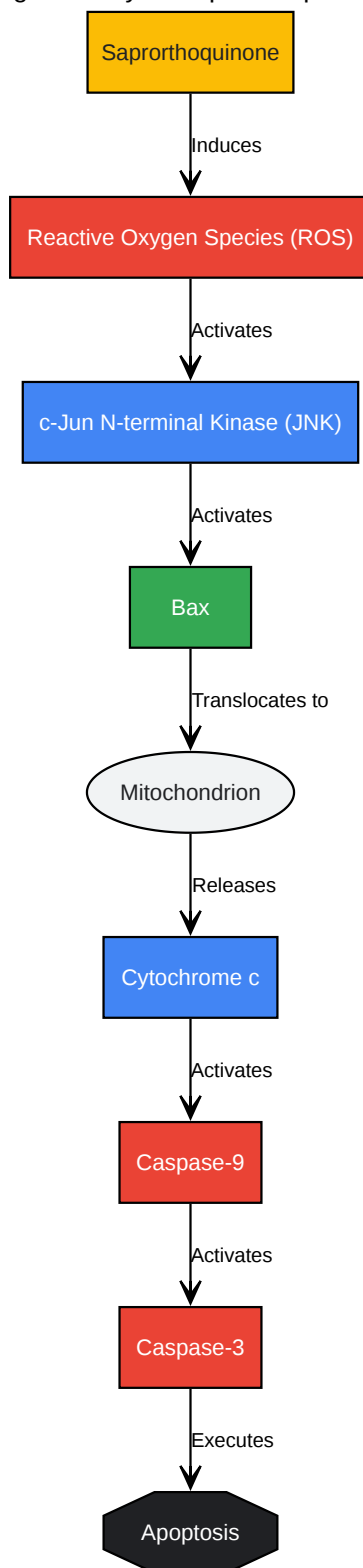 Saprorthoquinone
Induces
Reactive Oxygen Species (ROS)
Activates
c-Jun N-terminal Kinase (JNK)
Activates
Bax
Translocates to
Mitochondrion
Releases
Cytochrome c
Activates
Caspase-9
Activates
Caspase-3
Executes
Apoptosis